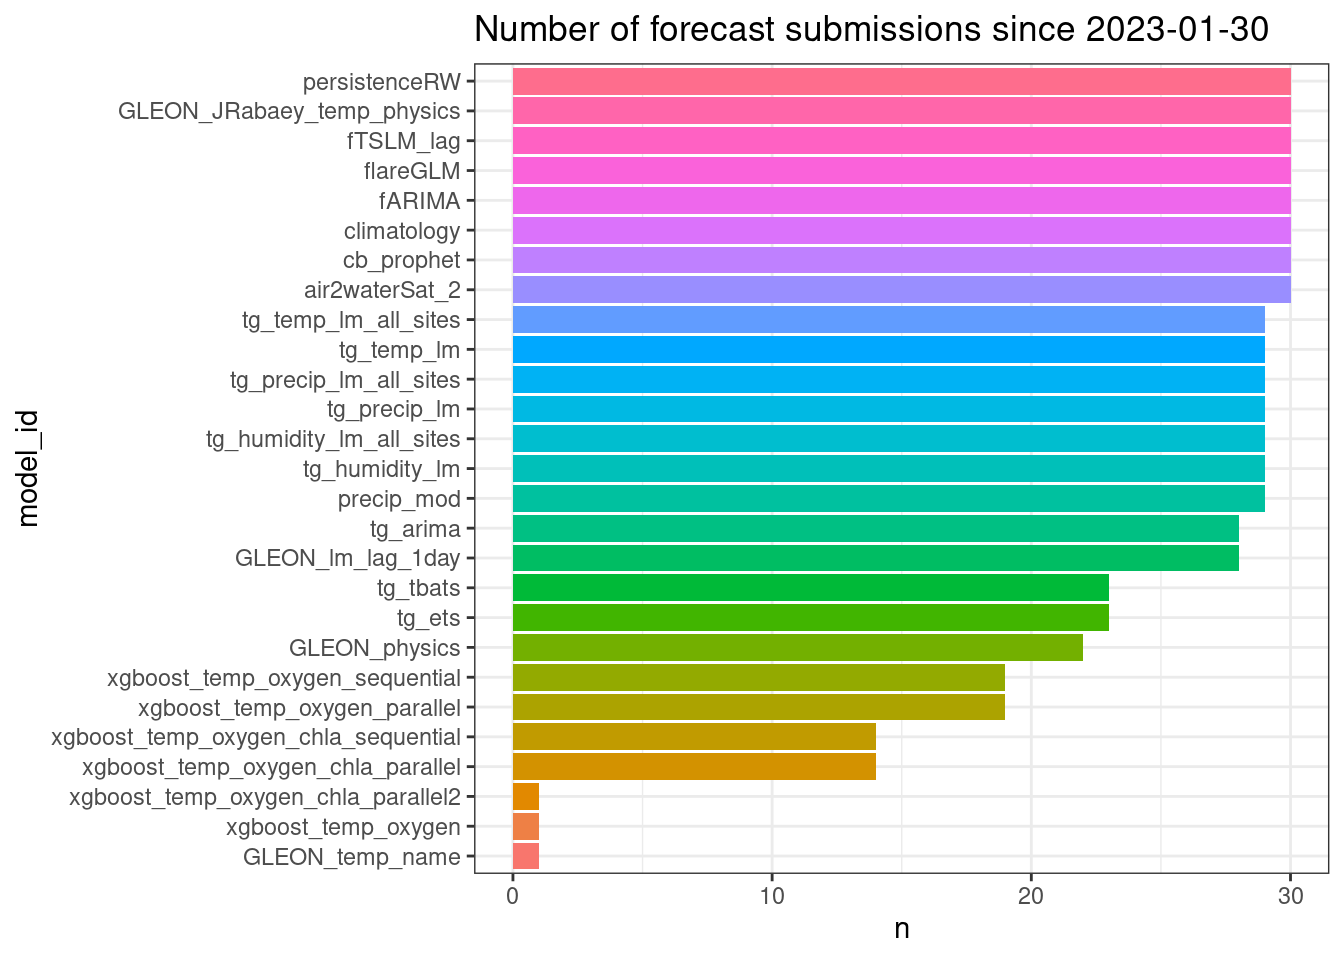 Number of forecast submissions since 2023-01-30
persistenceRW
GLEON_JRabaey_temp_physics
fTSLM_lag
flareGLM
fARIMA
climatology
cb_prophet
air2waterSat_2
tg_temp_lm_all_sites
tg_temp_lm
tg_precip_lm_all_sites
tg_precip_lm
tg_humidity_lm_all_sites
tg_humidity_lm
precip_mod
tg_arima
GLEON_lm_lag_1day
tg_tbats
tg_ets
GLEON_physics
xgboost_temp_oxygen_sequential
xgboost_temp_oxygen_parallel
xgboost_temp_oxygen_chla_sequential
xgboost_temp_oxygen_chla_parallel
xgboost_temp_oxygen_chla_parallel2
xgboost_temp_oxygen
GLEON_temp_name
model_id
0 10 20 30
n